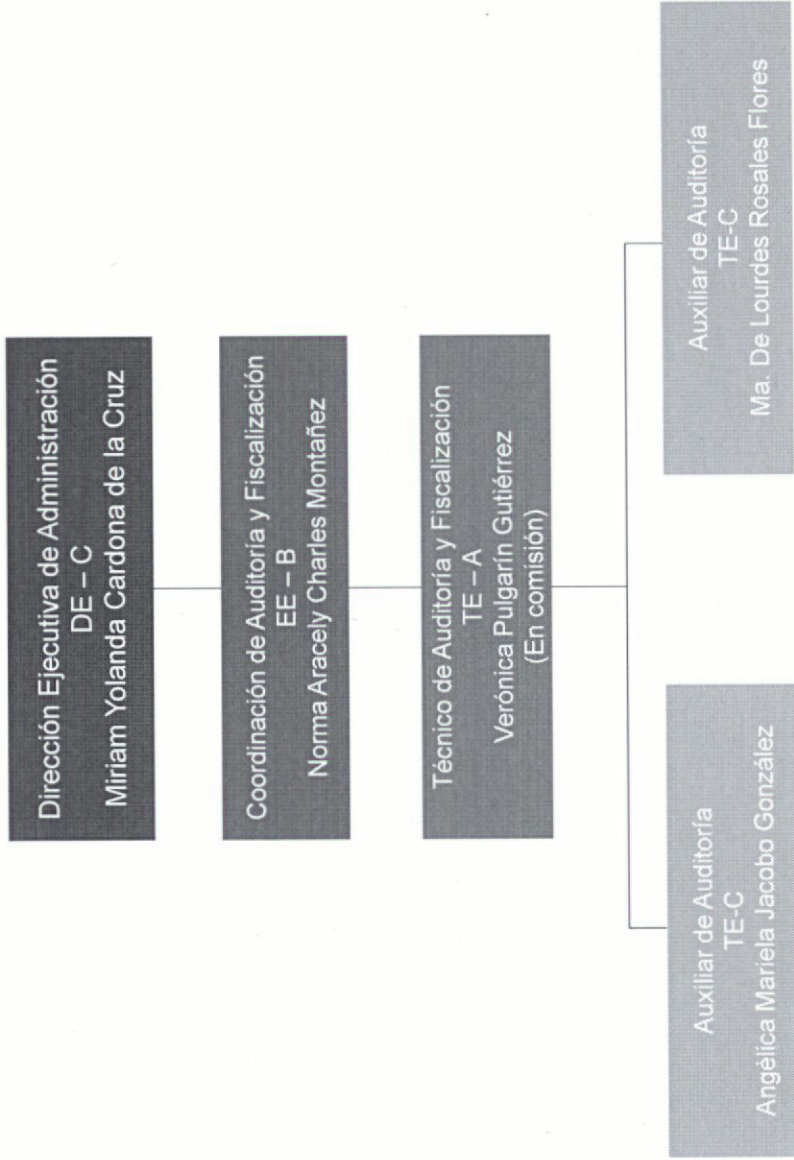 Dirección Ejecutiva de Administración
DE – C
Miriam Yolanda Cardona de la Cruz
Coordinación de Auditoría y Fiscalización
EE – B
Norma Aracely Charles Montañez
Técnico de Auditoría y Fiscalización
TE – A
Verónica Pulgarín Gutiérrez
(En comisión)
Auxiliar de Auditoría
TE-C
Angélica Mariela Jacobo González
Auxiliar de Auditoría
TE-C
Ma. De Lourdes Rosales Flores